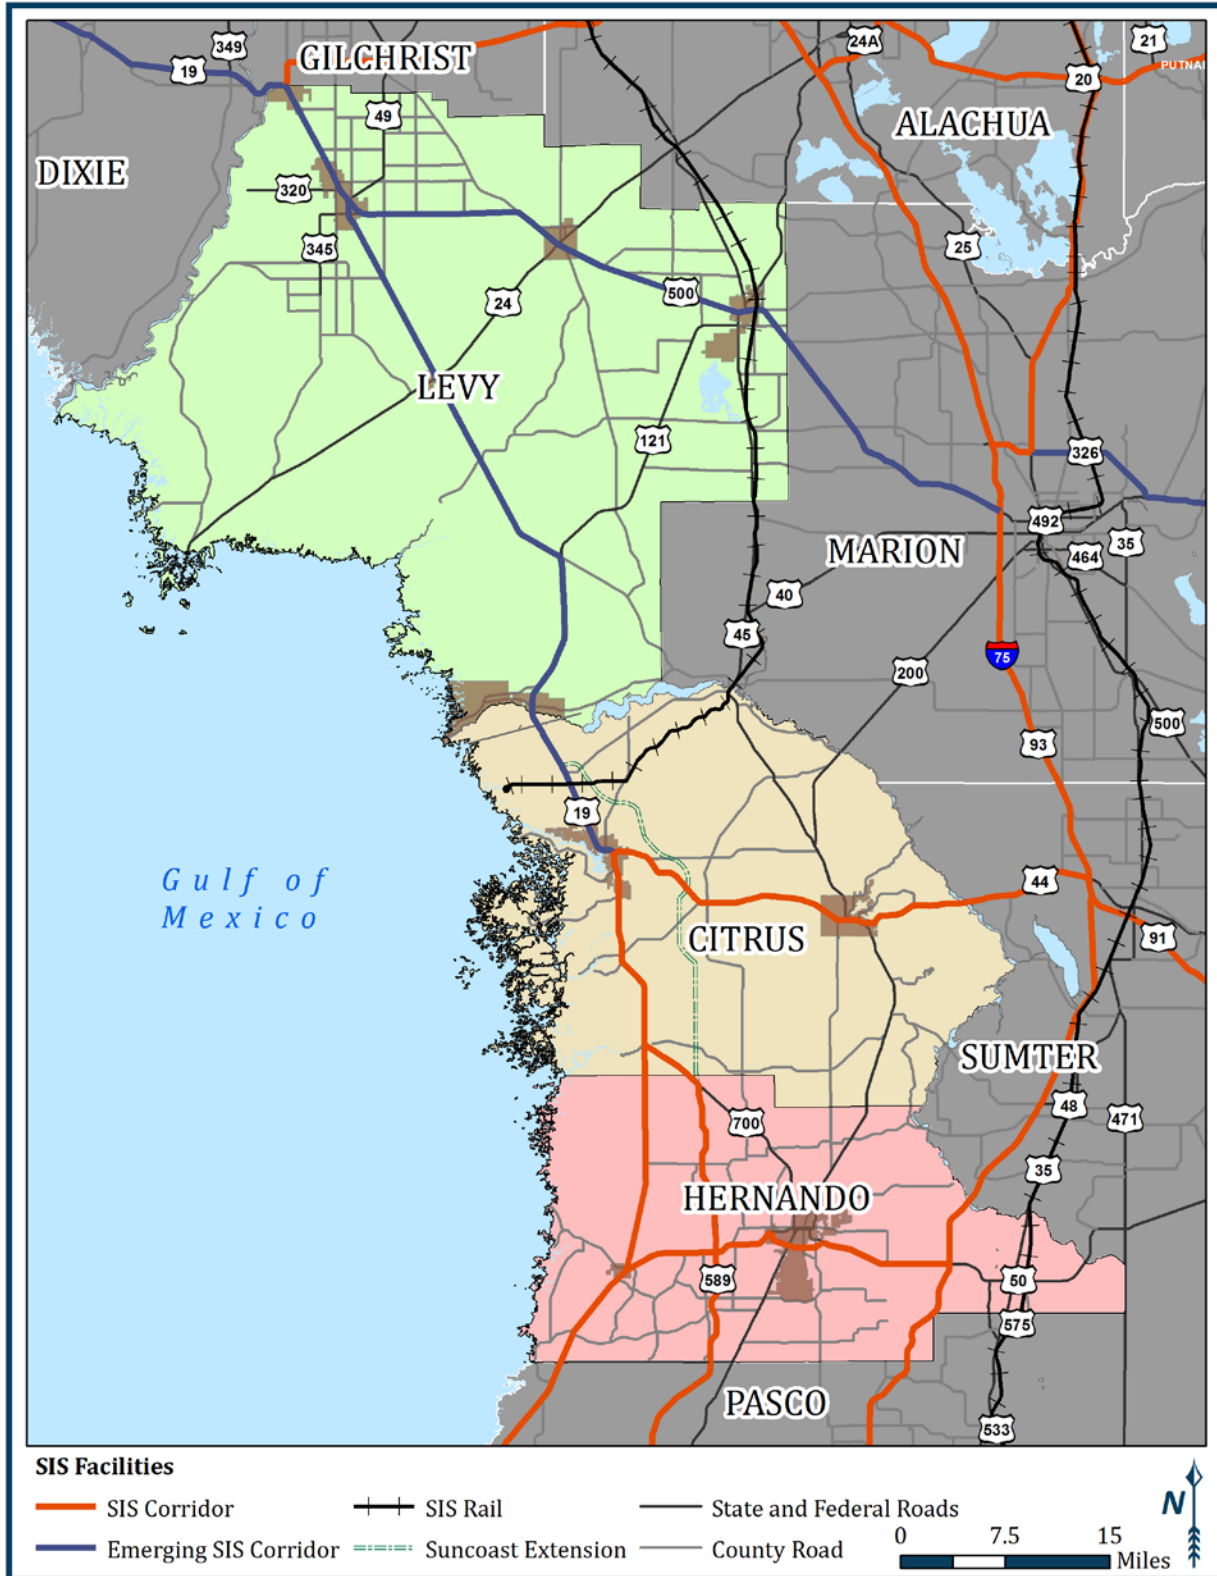 349
19
GILCHRIST
24A
21
20
PUTNA
49
ALACHUA
DIXIE
320
345
25
24
500
LEVY
121
326
492
35
464
MARION
40
45
75
200
500
93
19
Gulf of
Mexico
44
CITRUS
91
SUMTER
48
471
700
35
HERNANDO
589
50
575
PASCO
533
SIS Facilities
SIS Corridor
SIS Rail
State and Federal Roads
Emerging SIS Corridor
Suncoast Extension
County Road
0 7.5 15
Miles
N